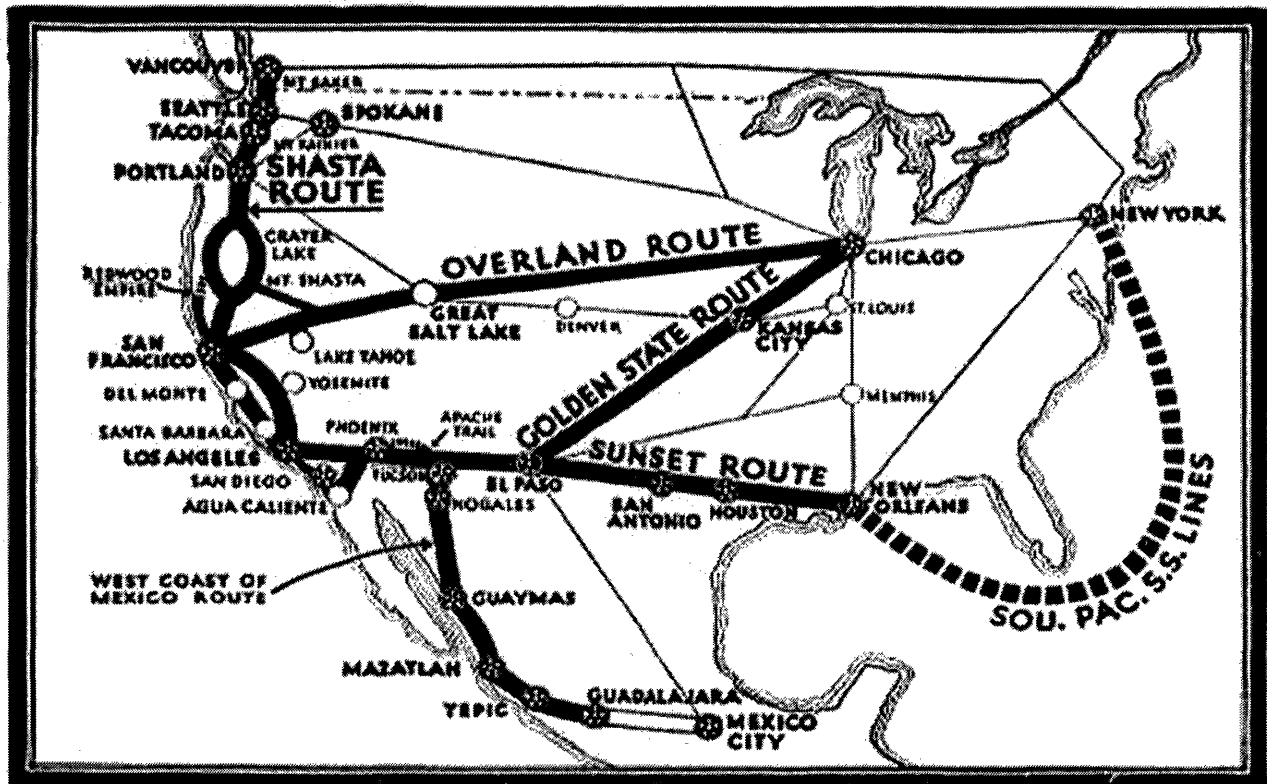 VANCOUVER
MT. BAKER
SEATTLE
SPOKANE
TACOMA
MT. RAINIER
PORTLAND
SHASTA
ROUTE
NEW YORK
CRATER
LAKE
OVERLAND ROUTE
CHICAGO
REDWOOD
EMPIRE
MT. SHASTA
GREAT
SALT LAKE
DENVER
GOLDEN STATE ROUTE
KANSAS
CITY
ST. LOUIS
SAN
FRANCISCO
LAKE TAHOE
DEL MONTE
YOSEMITE
MEMPHIS
SANTA BARBARA
PHOENIX
APACHE
TRAIL
LOS ANGELES
SUNSET ROUTE
SAN DIEGO
TUCSON
EL PASO
AGUA CALIENTE
NOGALES
SAN
ANTONIO
HOUSTON
NEW
ORLEANS
SOU. PAC. S.S. LINES
WEST COAST OF
MEXICO ROUTE
GUAYMAS
MAZATLAN
TEPIC
GUADALAJARA
MEXICO
CITY